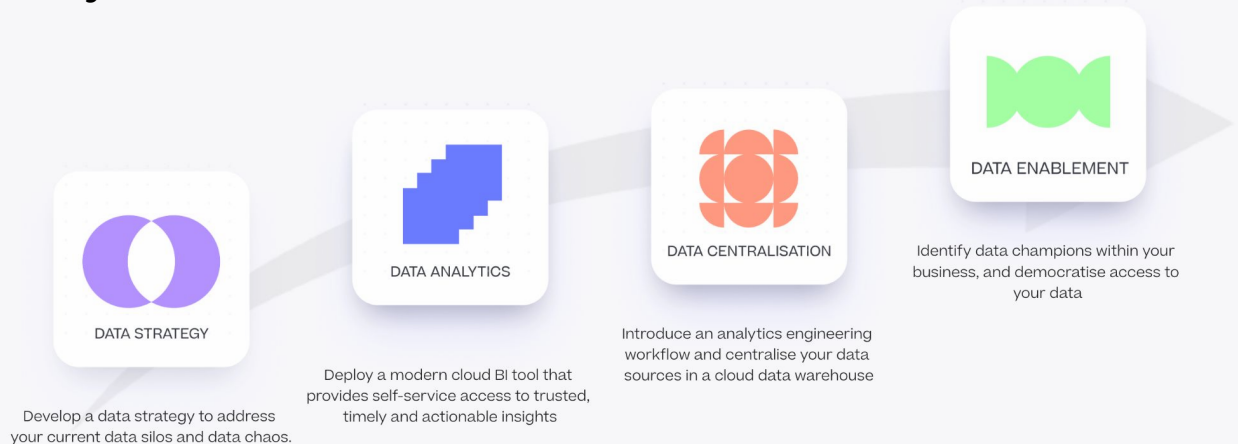 DATA STRATEGY
Develop a data strategy to address
your current data silos and data chaos.
DATA ANALYTICS
Deploy a modern cloud BI tool that
provides self-service access to trusted,
timely and actionable insights
DATA CENTRALISATION
Introduce an analytics engineering
workflow and centralise your data
sources in a cloud data warehouse
DATA ENABLEMENT
Identify data champions within your
business, and democratise access to
your data